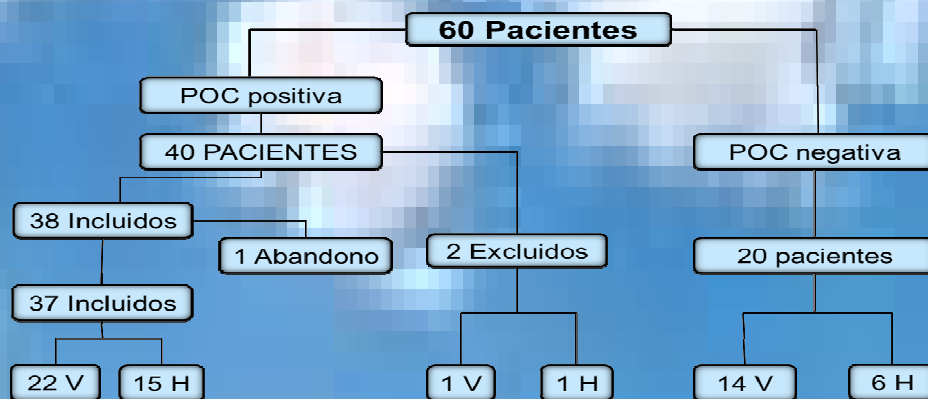 60 Pacientes
POC positiva
40 PACIENTES
POC negativa
38 Incluidos
1 Abandono
2 Excluidos
20 pacientes
37 Incluidos
22 V
15 H
1 V
1 H
14 V
6 H